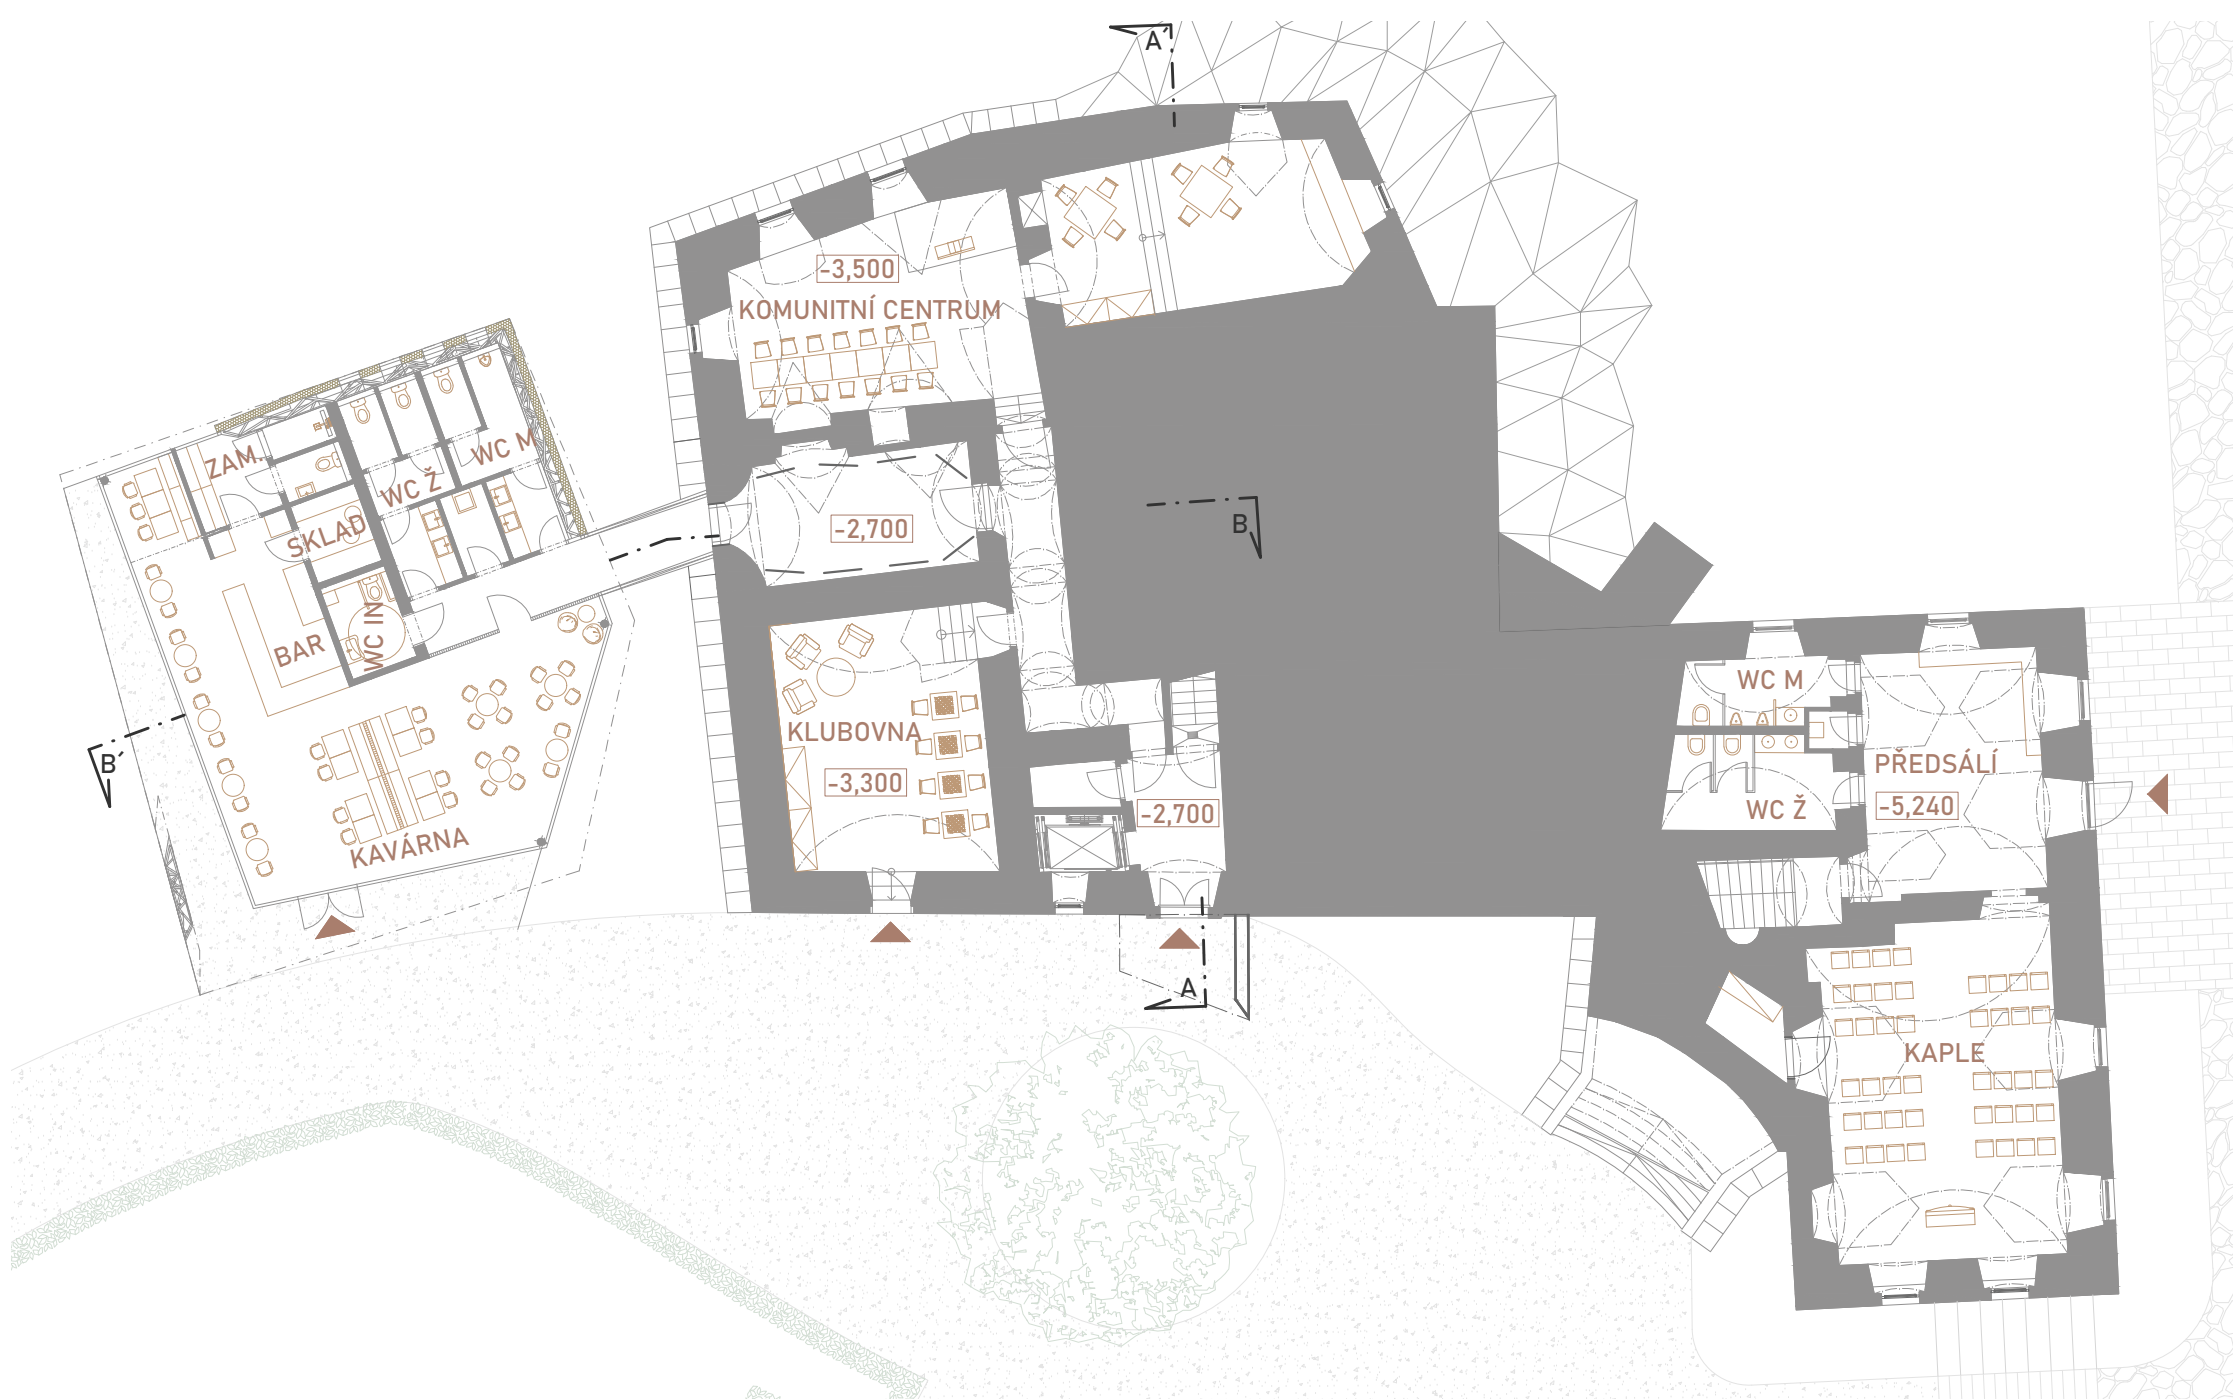 A'
-3,500
KOMUNITNÍ CENTRUM
ZAM.
WC M
WC Ž
SKLAD
-2,700
B
WC IN
BAR
WC M
KLUBOVNA
B'
PŘEDSÁLÍ
-3,300
-5,240
-2,700
WC Ž
KAVÁRNA
A
KAPLE